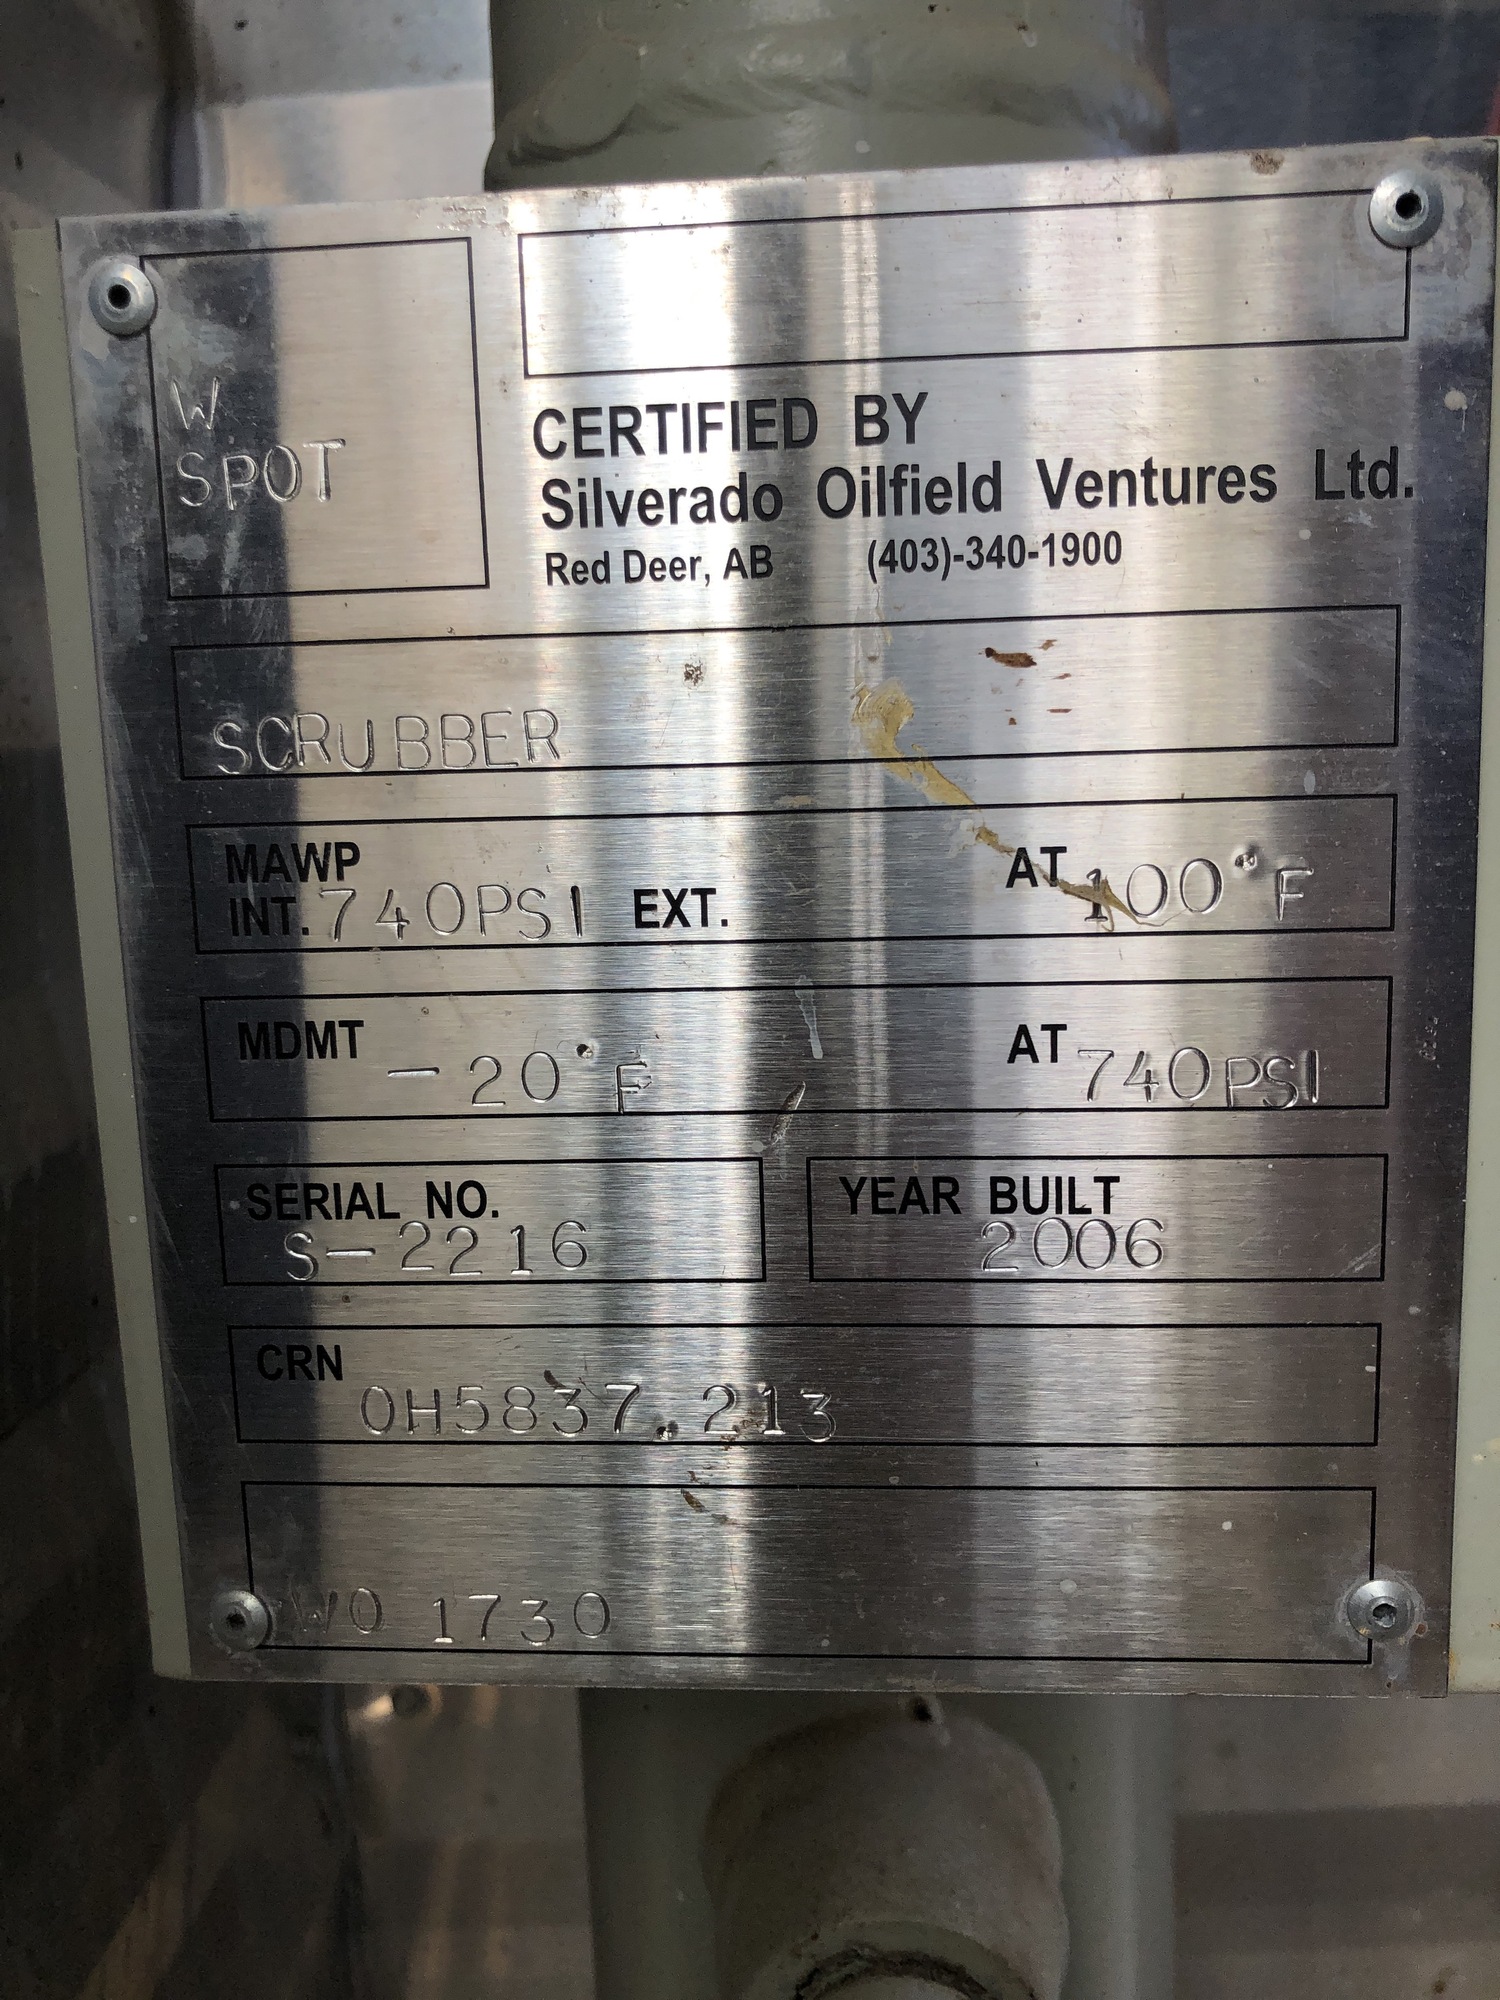 W
SPOT
CERTIFIED BY
Silverado Oilfield Ventures Ltd.
Red Deer, AB (403)-340-1900
SCRUBBER
MAWP
INT. 740PSI EXT. AT 100°F
MDMT -20°F AT 740PSI
SERIAL NO. YEAR BUILT
S-2216 2006
CRN
0H5837.213
WO 1730